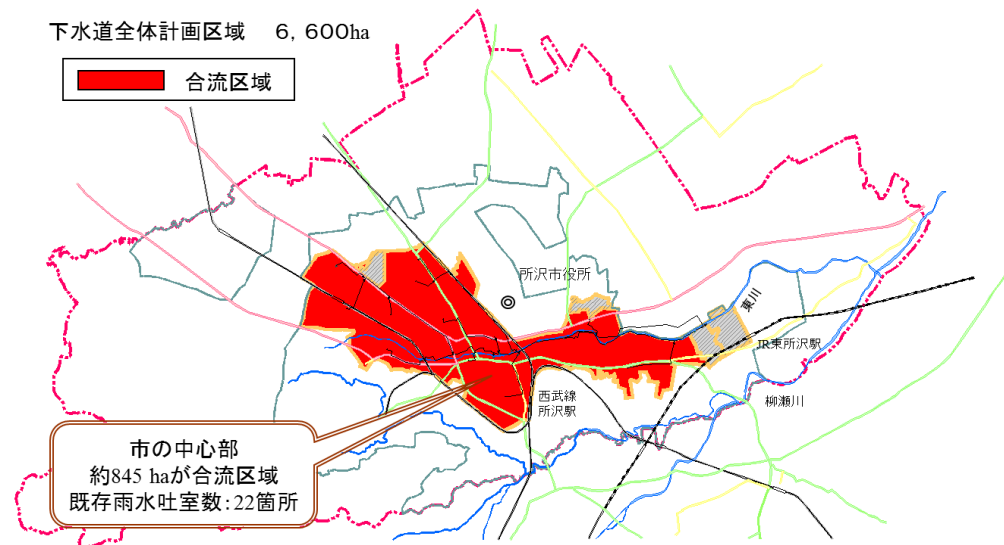 下水道全体計画区域　6,600ha
合流区域
所沢市役所
東川
JR東所沢駅
西武線
所沢駅
柳瀬川
市の中心部
約845 haが合流区域
既存雨水吐室数:22箇所